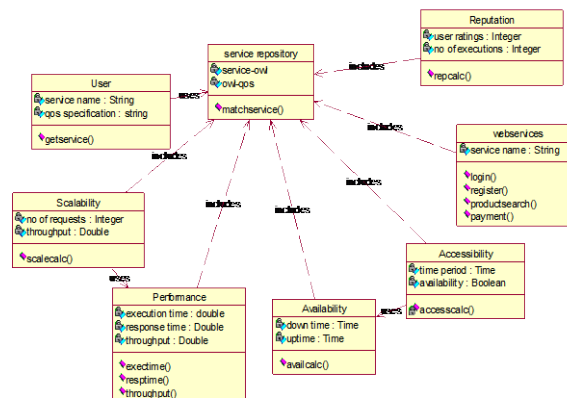 Reputation
user ratings : Integer
no of executions : Integer
repcalc()
service repository
service-owl
owl-qos
matchservice()
includes
User
service name : String
qos specification : string
getservice()
uses
includes
webservices
service name : String
login()
register()
productsearch()
payment()
includes
includes
Scalability
no of requests : Integer
throughput : Double
scalecalc()
includes
includes
uses
Accessibility
time period : Time
availability : Boolean
accesscalc()
Performance
execution time : double
response time : Double
throughput : Double
exectime()
resptime()
throughput()
Availability
down time : Time
uptime : Time
availcalc()
uses